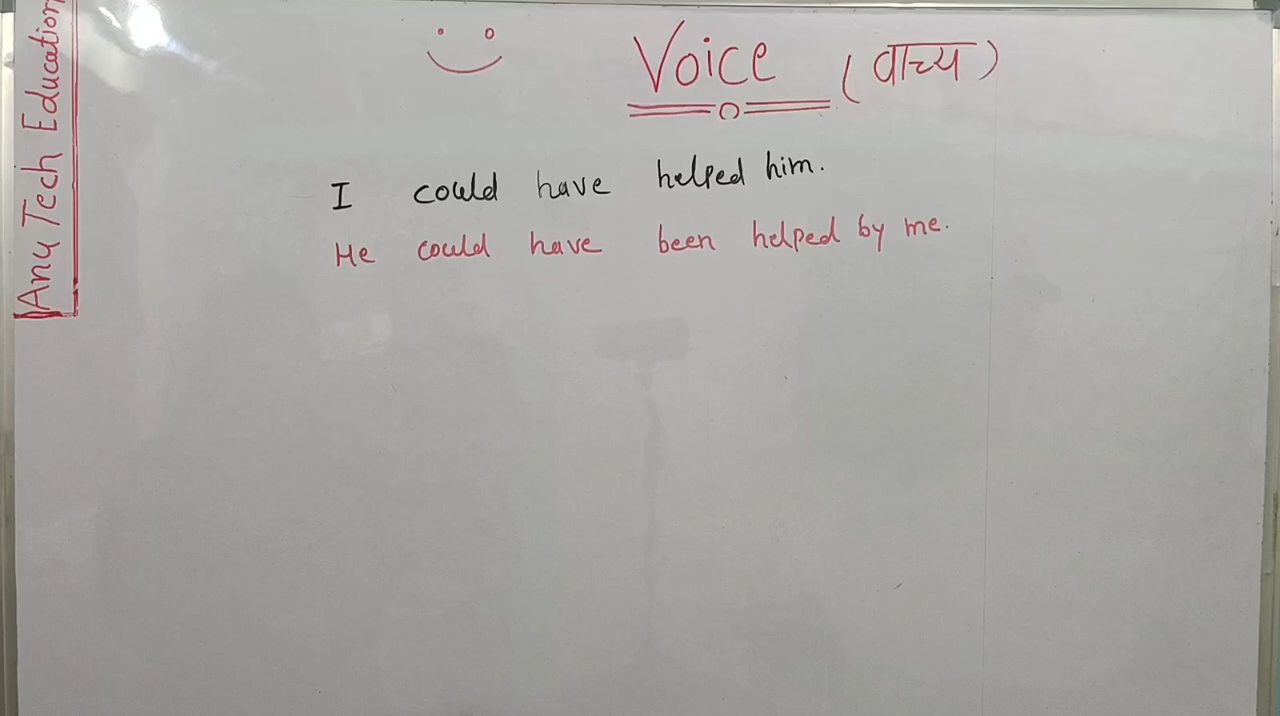 Anu Tech Education
Voice (वाच्य)
I could have helped him.
He could have been helped by me.